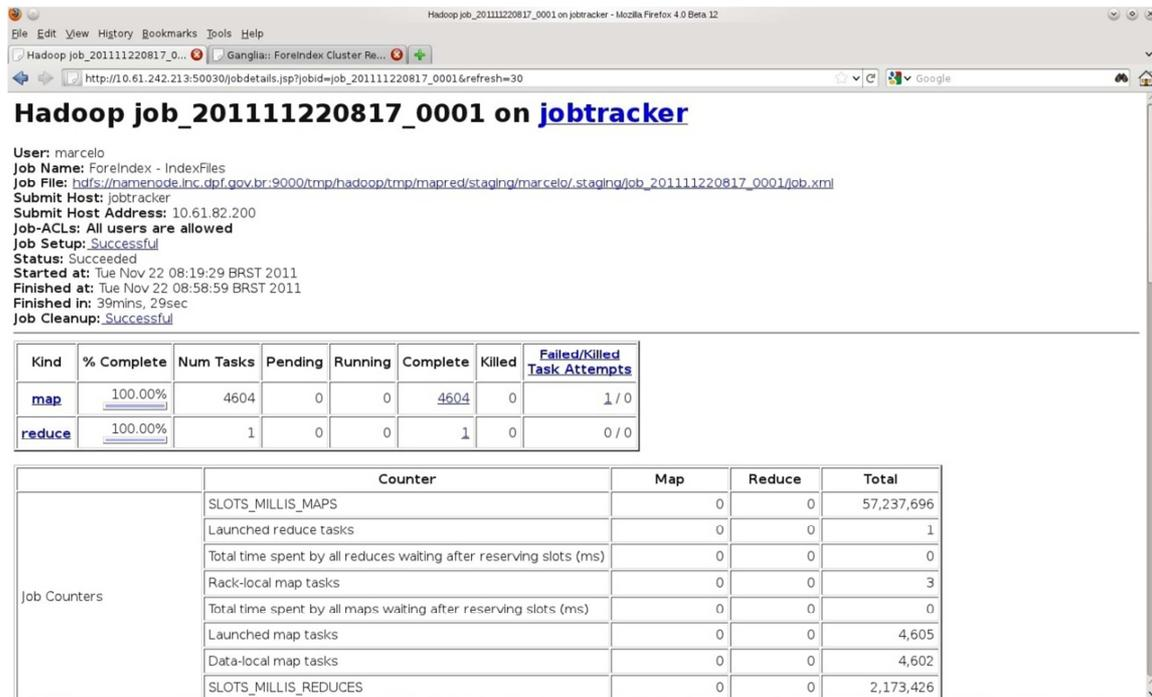 Hadoop job_201111220817_0001 on jobtracker - Mozilla Firefox 4.0 Beta 12
File Edit View History Bookmarks Tools Help
Hadoop job_201111220817_0... Ganglia:: ForeIndex Cluster Re...
http://10.61.242.213:50030/jobdetails.jsp?jobid=job_201111220817_0001&refresh=30 Google
Hadoop job_201111220817_0001 on jobtracker
User: marcelo
Job Name: ForeIndex - IndexFiles
Job File: hdfs://namenode.inc.dpf.gov.br:9000/tmp/hadoop/tmp/mapred/staging/marcelo/.staging/job_201111220817_0001/job.xml
Submit Host: jobtracker
Submit Host Address: 10.61.82.200
Job-ACLs: All users are allowed
Job Setup: Successful
Status: Succeeded
Started at: Tue Nov 22 08:19:29 BRST 2011
Finished at: Tue Nov 22 08:58:59 BRST 2011
Finished in: 39mins, 29sec
Job Cleanup: Successful
Kind % Complete Num Tasks Pending Running Complete Killed Failed/Killed Task Attempts
map 100.00% 4604 0 0 4604 0 1 / 0
reduce 100.00% 1 0 0 1 0 0 / 0
Counter Map Reduce Total
Job Counters
SLOTS_MILLIS_MAPS 0 0 57,237,696
Launched reduce tasks 0 0 1
Total time spent by all reduces waiting after reserving slots (ms) 0 0 0
Rack-local map tasks 0 0 3
Total time spent by all maps waiting after reserving slots (ms) 0 0 0
Launched map tasks 0 0 4,605
Data-local map tasks 0 0 4,602
SLOTS_MILLIS_REDUCES 0 0 2,173,426